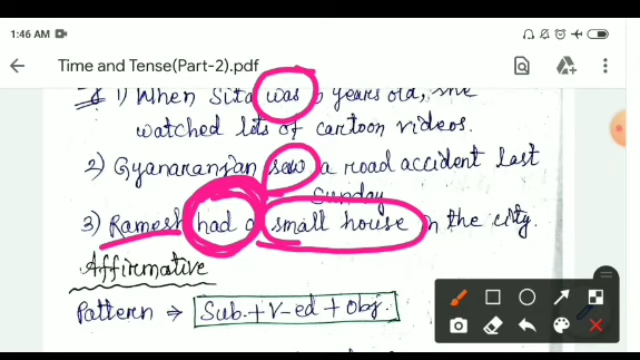 1:46 AM
Time and Tense(Part-2).pdf
1) When Sita was years old, she
watched lots of cartoon videos.
2) Gyanaranjan saw a road accident last
Sunday
3) Ramesh had a small house in the city.
Affirmative
Pattern → Sub.+V-ed+Obj.